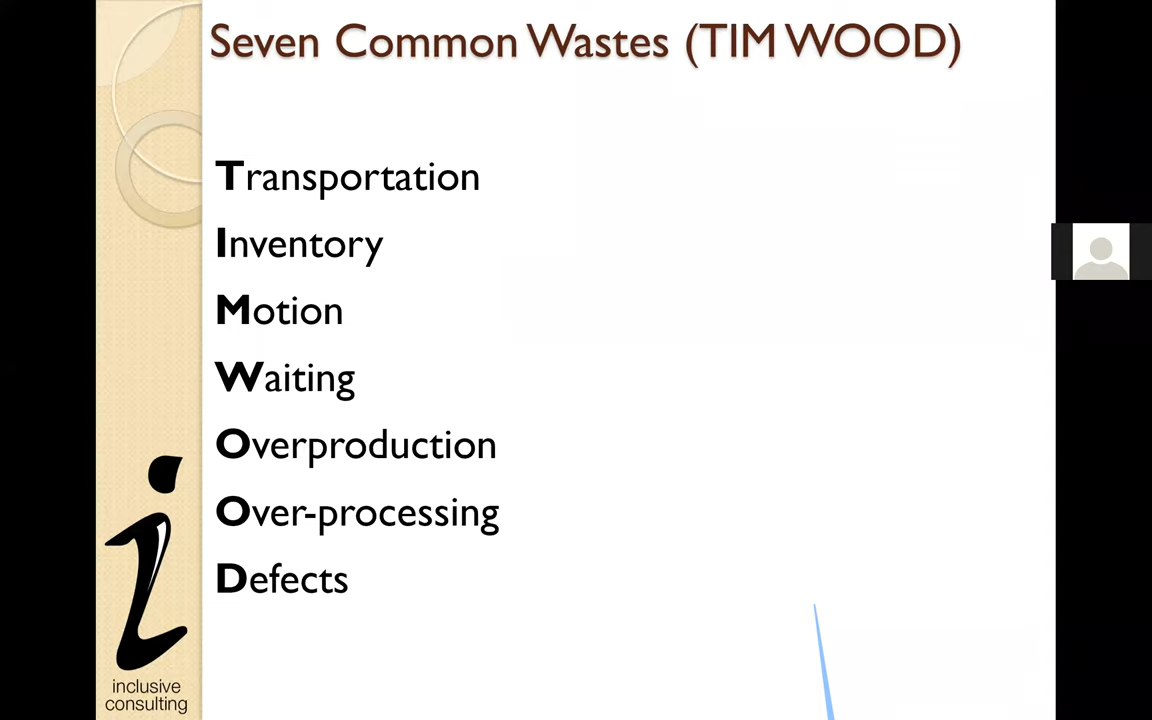 Seven Common Wastes (TIM WOOD)
Transportation
Inventory
Motion
Waiting
Overproduction
Over-processing
Defects
inclusive
consulting